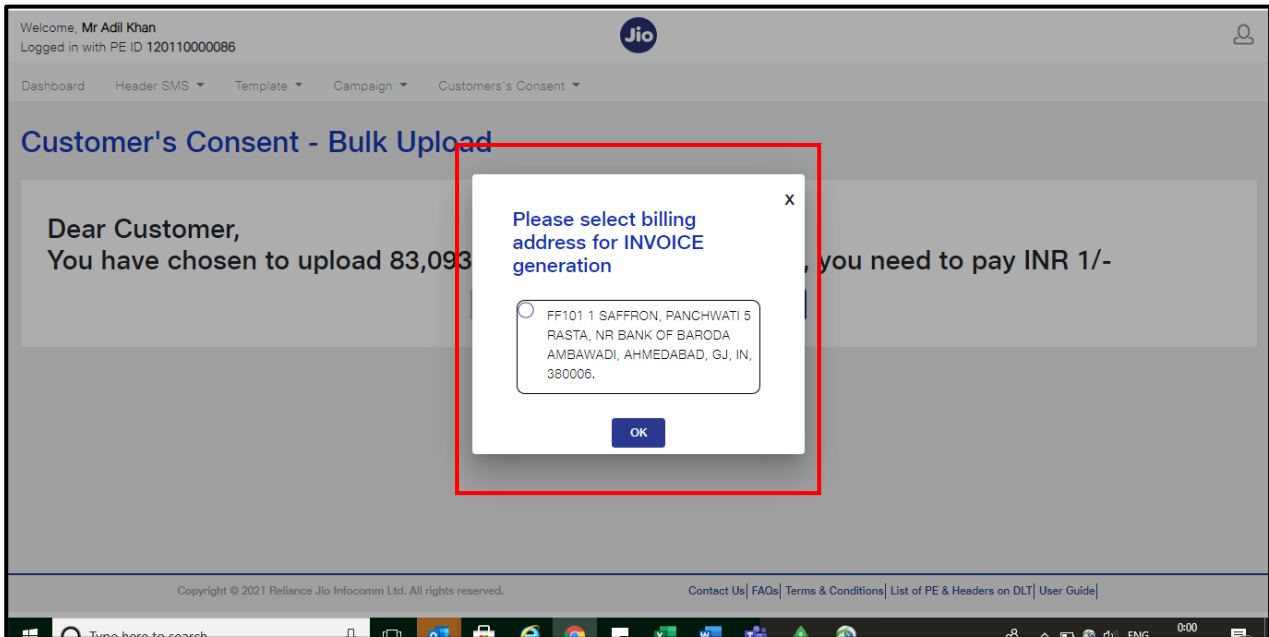 Welcome, Mr Adil Khan
Logged in with PE ID 120110000086
Jio
Dashboard Header SMS Template Campaign Customers's Consent
Customer's Consent - Bulk Upload
Dear Customer,
You have chosen to upload 83,093 , you need to pay INR 1/-
X
Please select billing
address for INVOICE
generation
FF101 1 SAFFRON, PANCHWATI 5
RASTA, NR BANK OF BARODA
AMBAWADI, AHMEDABAD, GJ, IN,
380006.
OK
Copyright © 2021 Reliance Jio Infocomm Ltd. All rights reserved.
Contact Us| FAQs| Terms & Conditions| List of PE & Headers on DLT| User Guide|
Type here to search
ENG
0:00